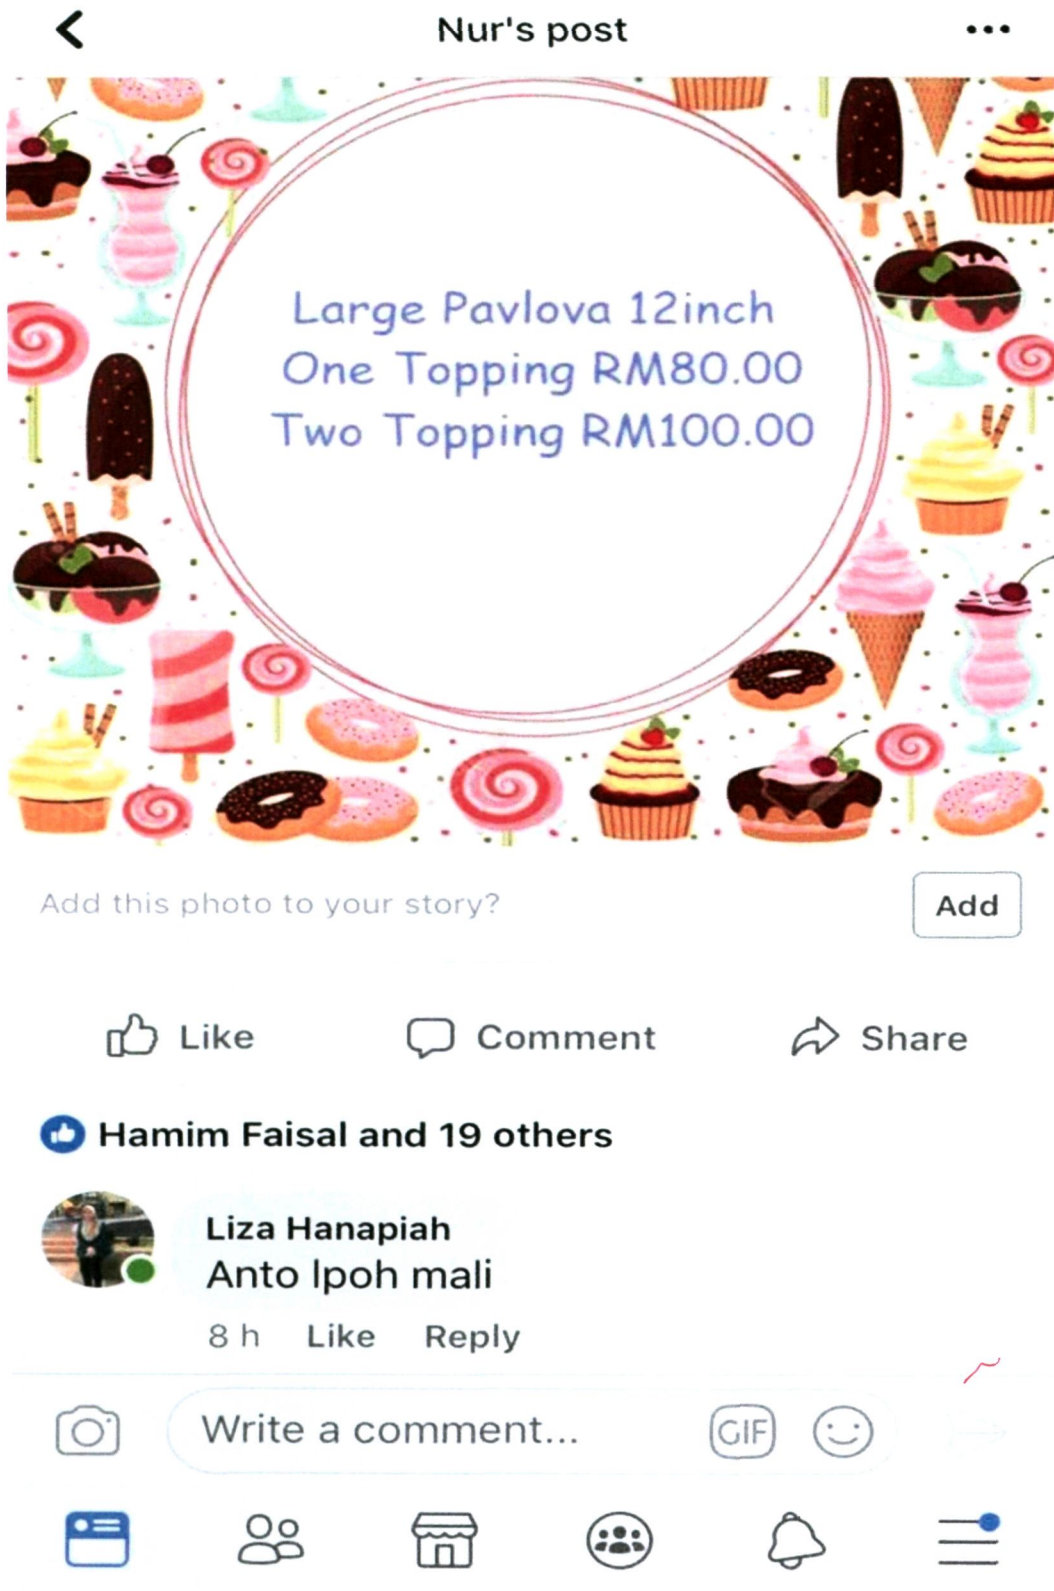 Nur's post
Large Pavlova 12inch
One Topping RM80.00
Two Topping RM100.00
Add this photo to your story?
Add
Like
Comment
Share
Hamim Faisal and 19 others
Liza Hanapiah
Anto Ipoh mali
8 h
Like
Reply
Write a comment...
GIF